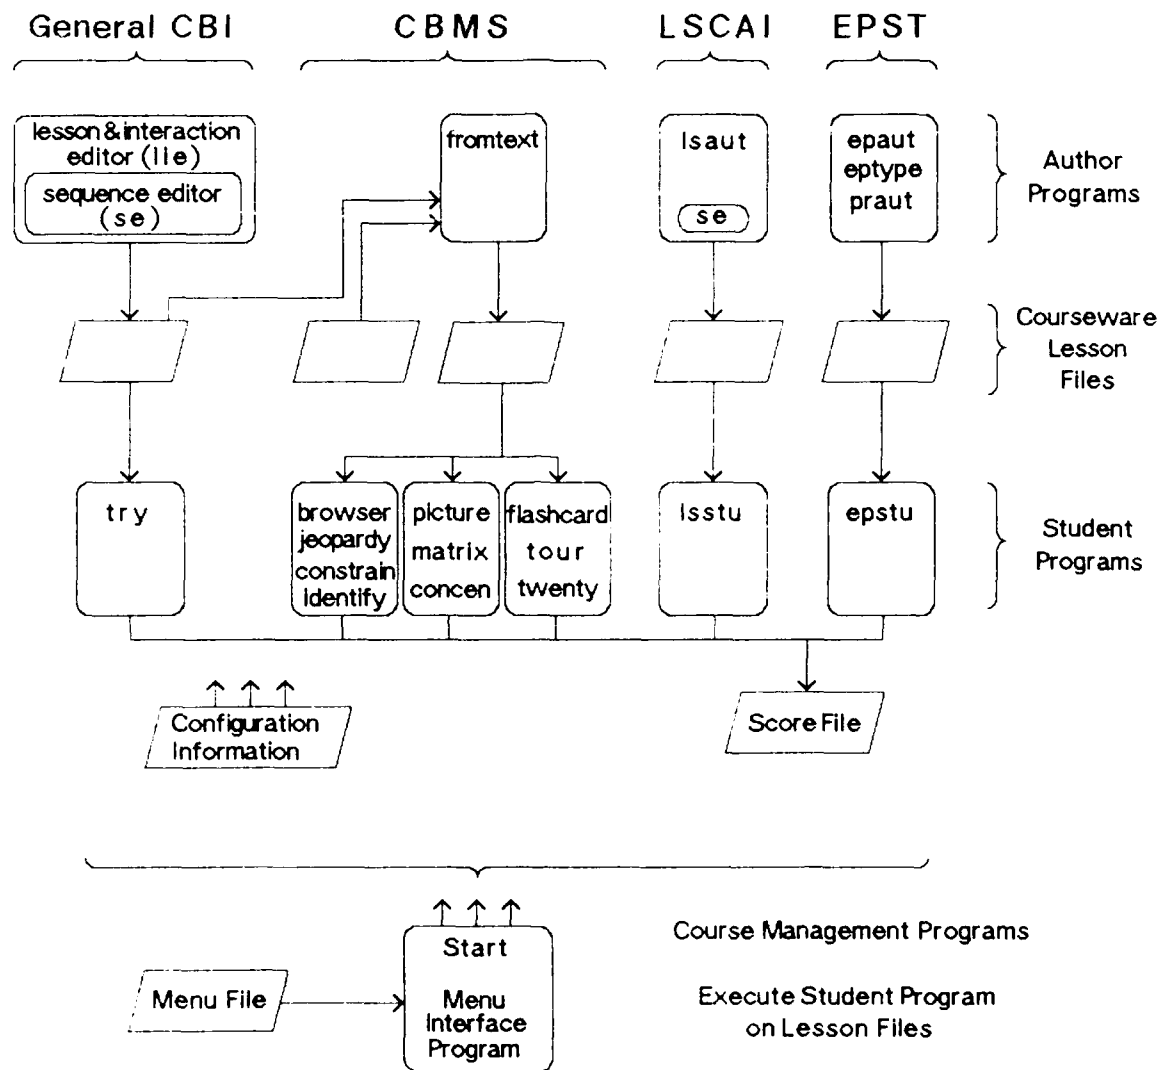 General CBI
CBMS
LSCAI
EPST
lesson & interaction
editor (lie)
sequence editor
(se)
fromtext
lsaut
se
epaut
eptype
praut
Author
Programs
Courseware
Lesson
Files
try
browser
jeopardy
constrain
identify
picture
matrix
concen
flashcard
tour
twenty
lsstu
epstu
Student
Programs
Configuration
Information
Score File
Start
Menu
Interface
Program
Menu File
Course Management Programs
Execute Student Program
on Lesson Files